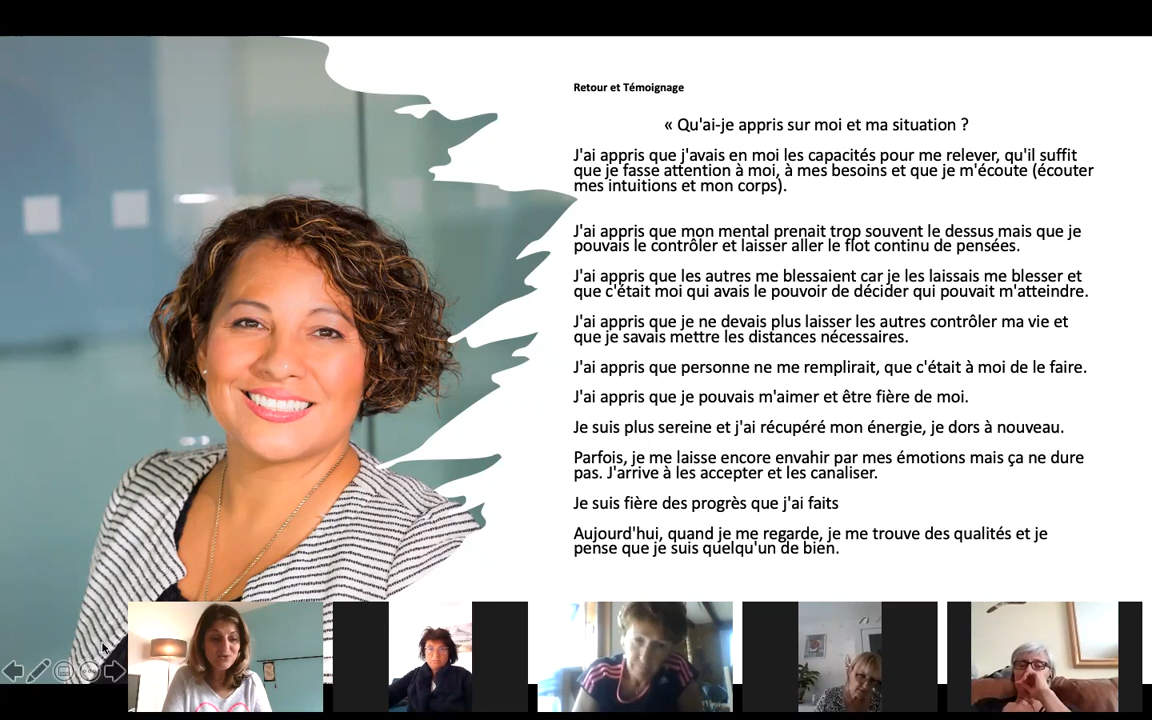 Retour et Témoignage
« Qu'ai-je appris sur moi et ma situation ?
J'ai appris que j'avais en moi les capacités pour me relever, qu'il suffit
que je fasse attention à moi, à mes besoins et que je m'écoute (écouter
mes intuitions et mon corps).
J'ai appris que mon mental prenait trop souvent le dessus mais que je
pouvais le contrôler et laisser aller le flot continu de pensées.
J'ai appris que les autres me blessaient car je les laissais me blesser et
que c'était moi qui avais le pouvoir de décider qui pouvait m'atteindre.
J'ai appris que je ne devais plus laisser les autres contrôler ma vie et
que je savais mettre les distances nécessaires.
J'ai appris que personne ne me remplirait, que c'était à moi de le faire.
J'ai appris que je pouvais m'aimer et être fière de moi.
Je suis plus sereine et j'ai récupéré mon énergie, je dors à nouveau.
Parfois, je me laisse encore envahir par mes émotions mais ça ne dure
pas. J'arrive à les accepter et les canaliser.
Je suis fière des progrès que j'ai faits
Aujourd'hui, quand je me regarde, je me trouve des qualités et je
pense que je suis quelqu'un de bien.